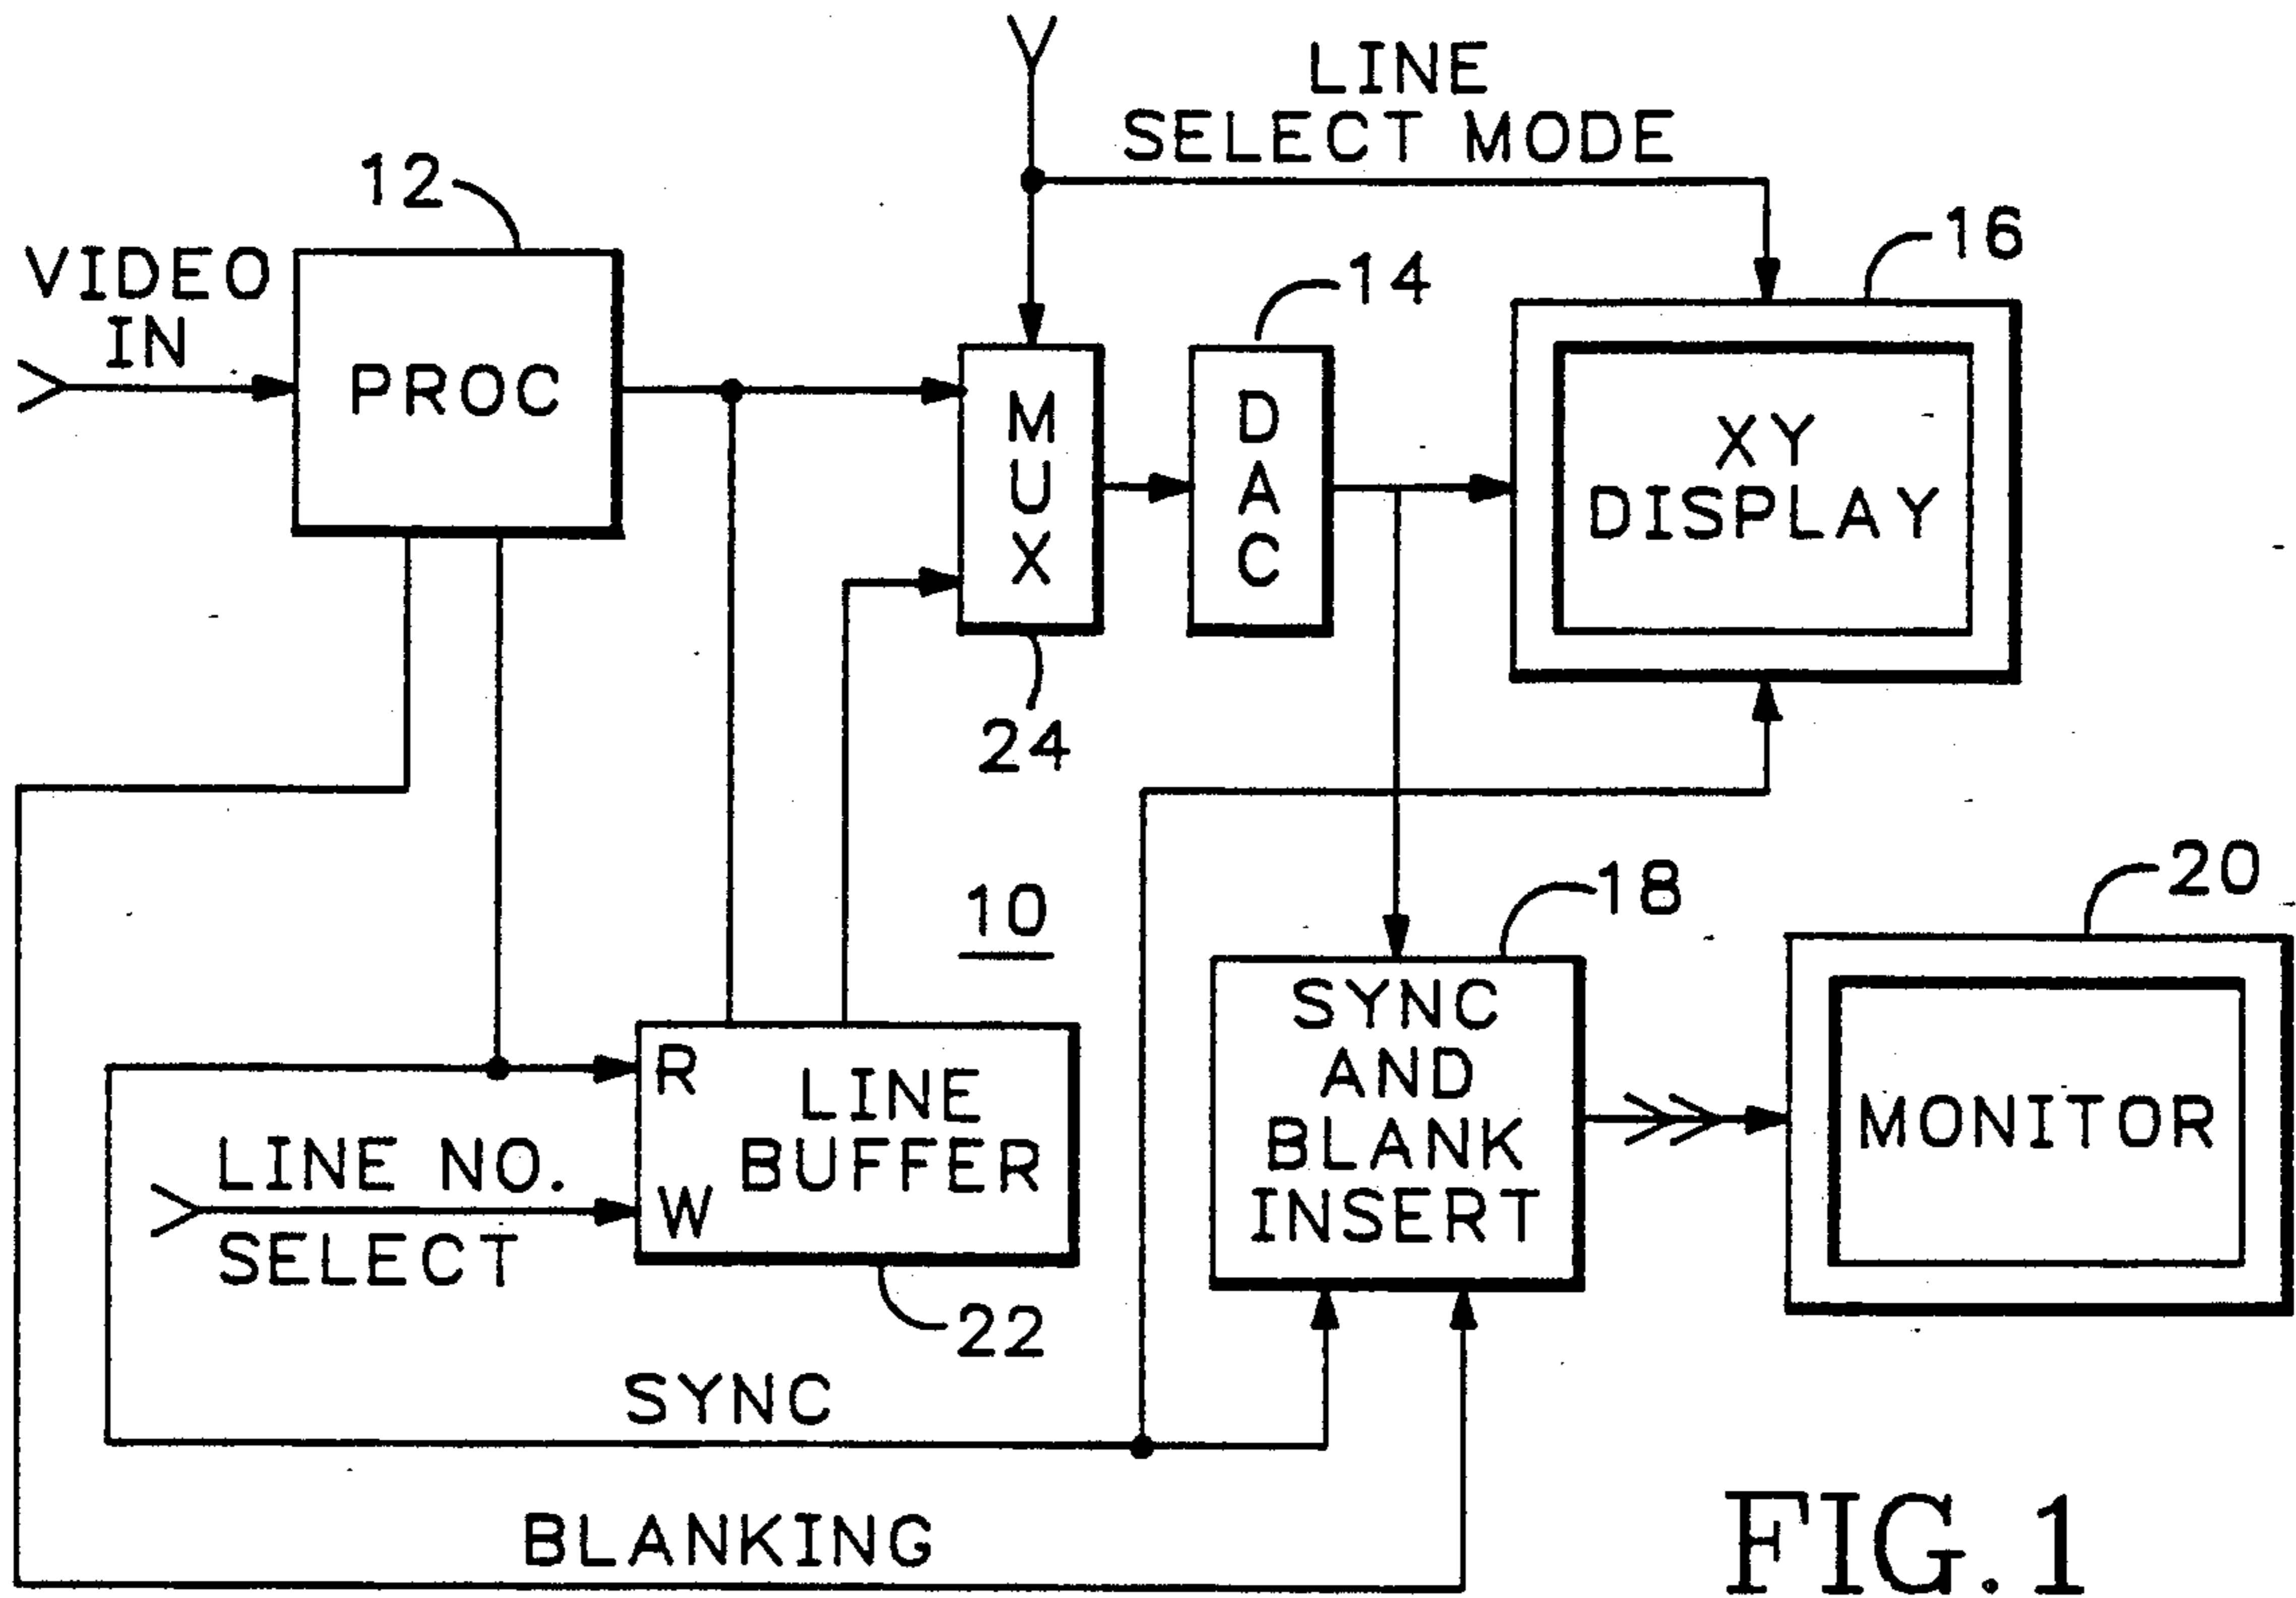 LINE
SELECT MODE
12
16
VIDEO
IN
14
PROC
M
U
X
D
A
C
XY
DISPLAY
24
10
18
20
R
W
LINE
BUFFER
LINE NO.
SELECT
SYNC
AND
BLANK
INSERT
MONITOR
22
SYNC
BLANKING
FIG.1